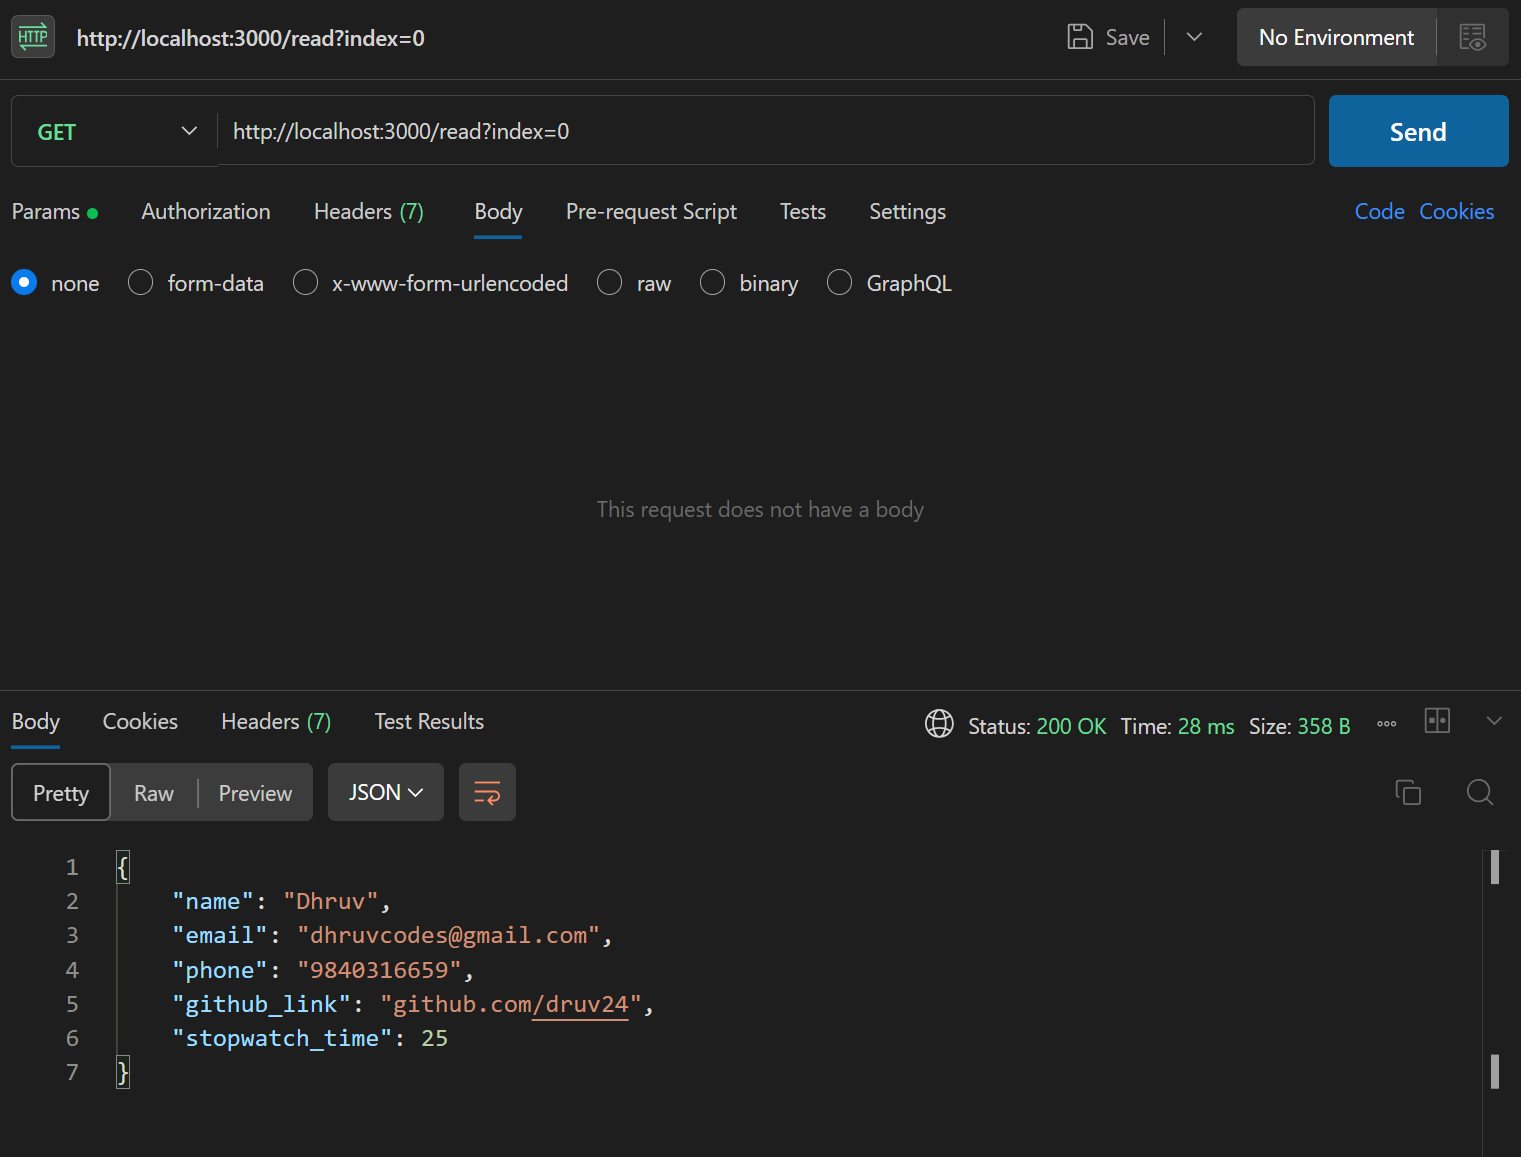 HTTP http://localhost:3000/read?index=0 Save No Environment
GET http://localhost:3000/read?index=0 Send
Params Authorization Headers (7) Body Pre-request Script Tests Settings Code Cookies
none form-data x-www-form-urlencoded raw binary GraphQL
This request does not have a body
Body Cookies Headers (7) Test Results Status: 200 OK Time: 28 ms Size: 358 B
Pretty Raw Preview JSON
1 {
2 "name": "Dhruv",
3 "email": "dhruvcodes@gmail.com",
4 "phone": "9840316659",
5 "github_link": "github.com/druv24",
6 "stopwatch_time": 25
7 }